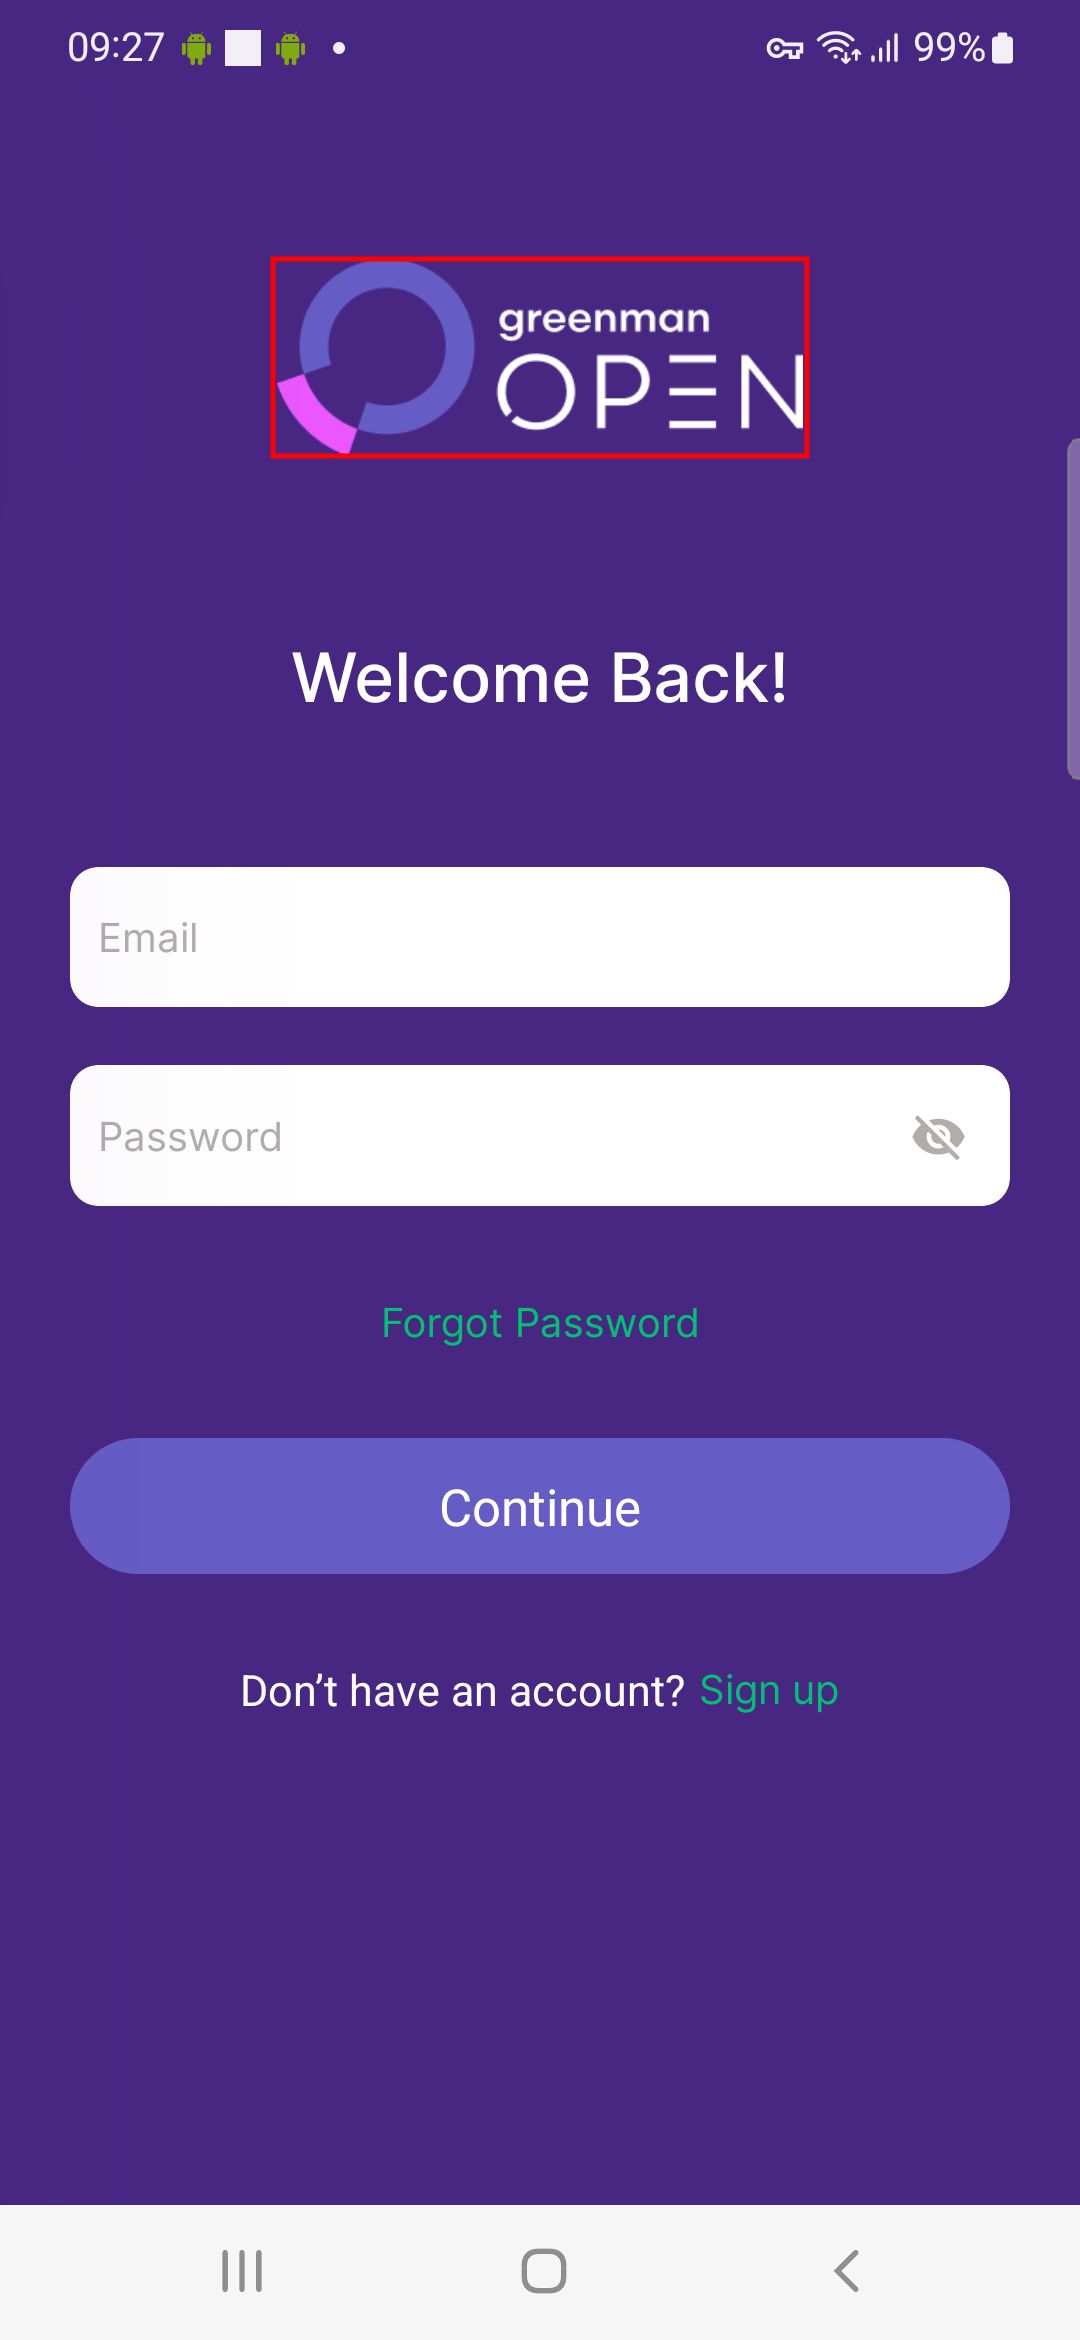 09:27
99%
greenman
OPEN
Welcome Back!
Email
Password
Forgot Password
Continue
Don’t have an account? Sign up